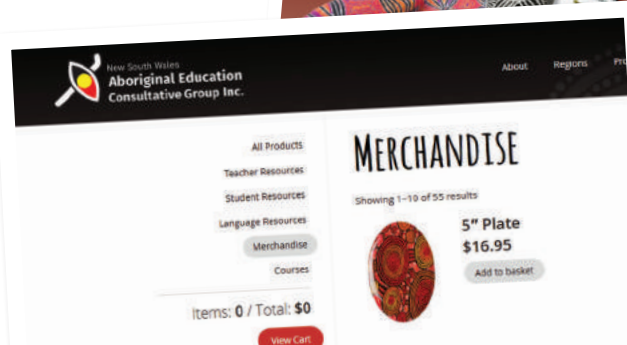 New South Wales
Aboriginal Education
Consultative Group Inc.
About
Regions
All Products
Teacher Resources
Student Resources
Language Resources
Merchandise
Courses
Items: 0 / Total: $0
View Cart
MERCHANDISE
Showing 1–10 of 55 results
5” Plate
$16.95
Add to basket